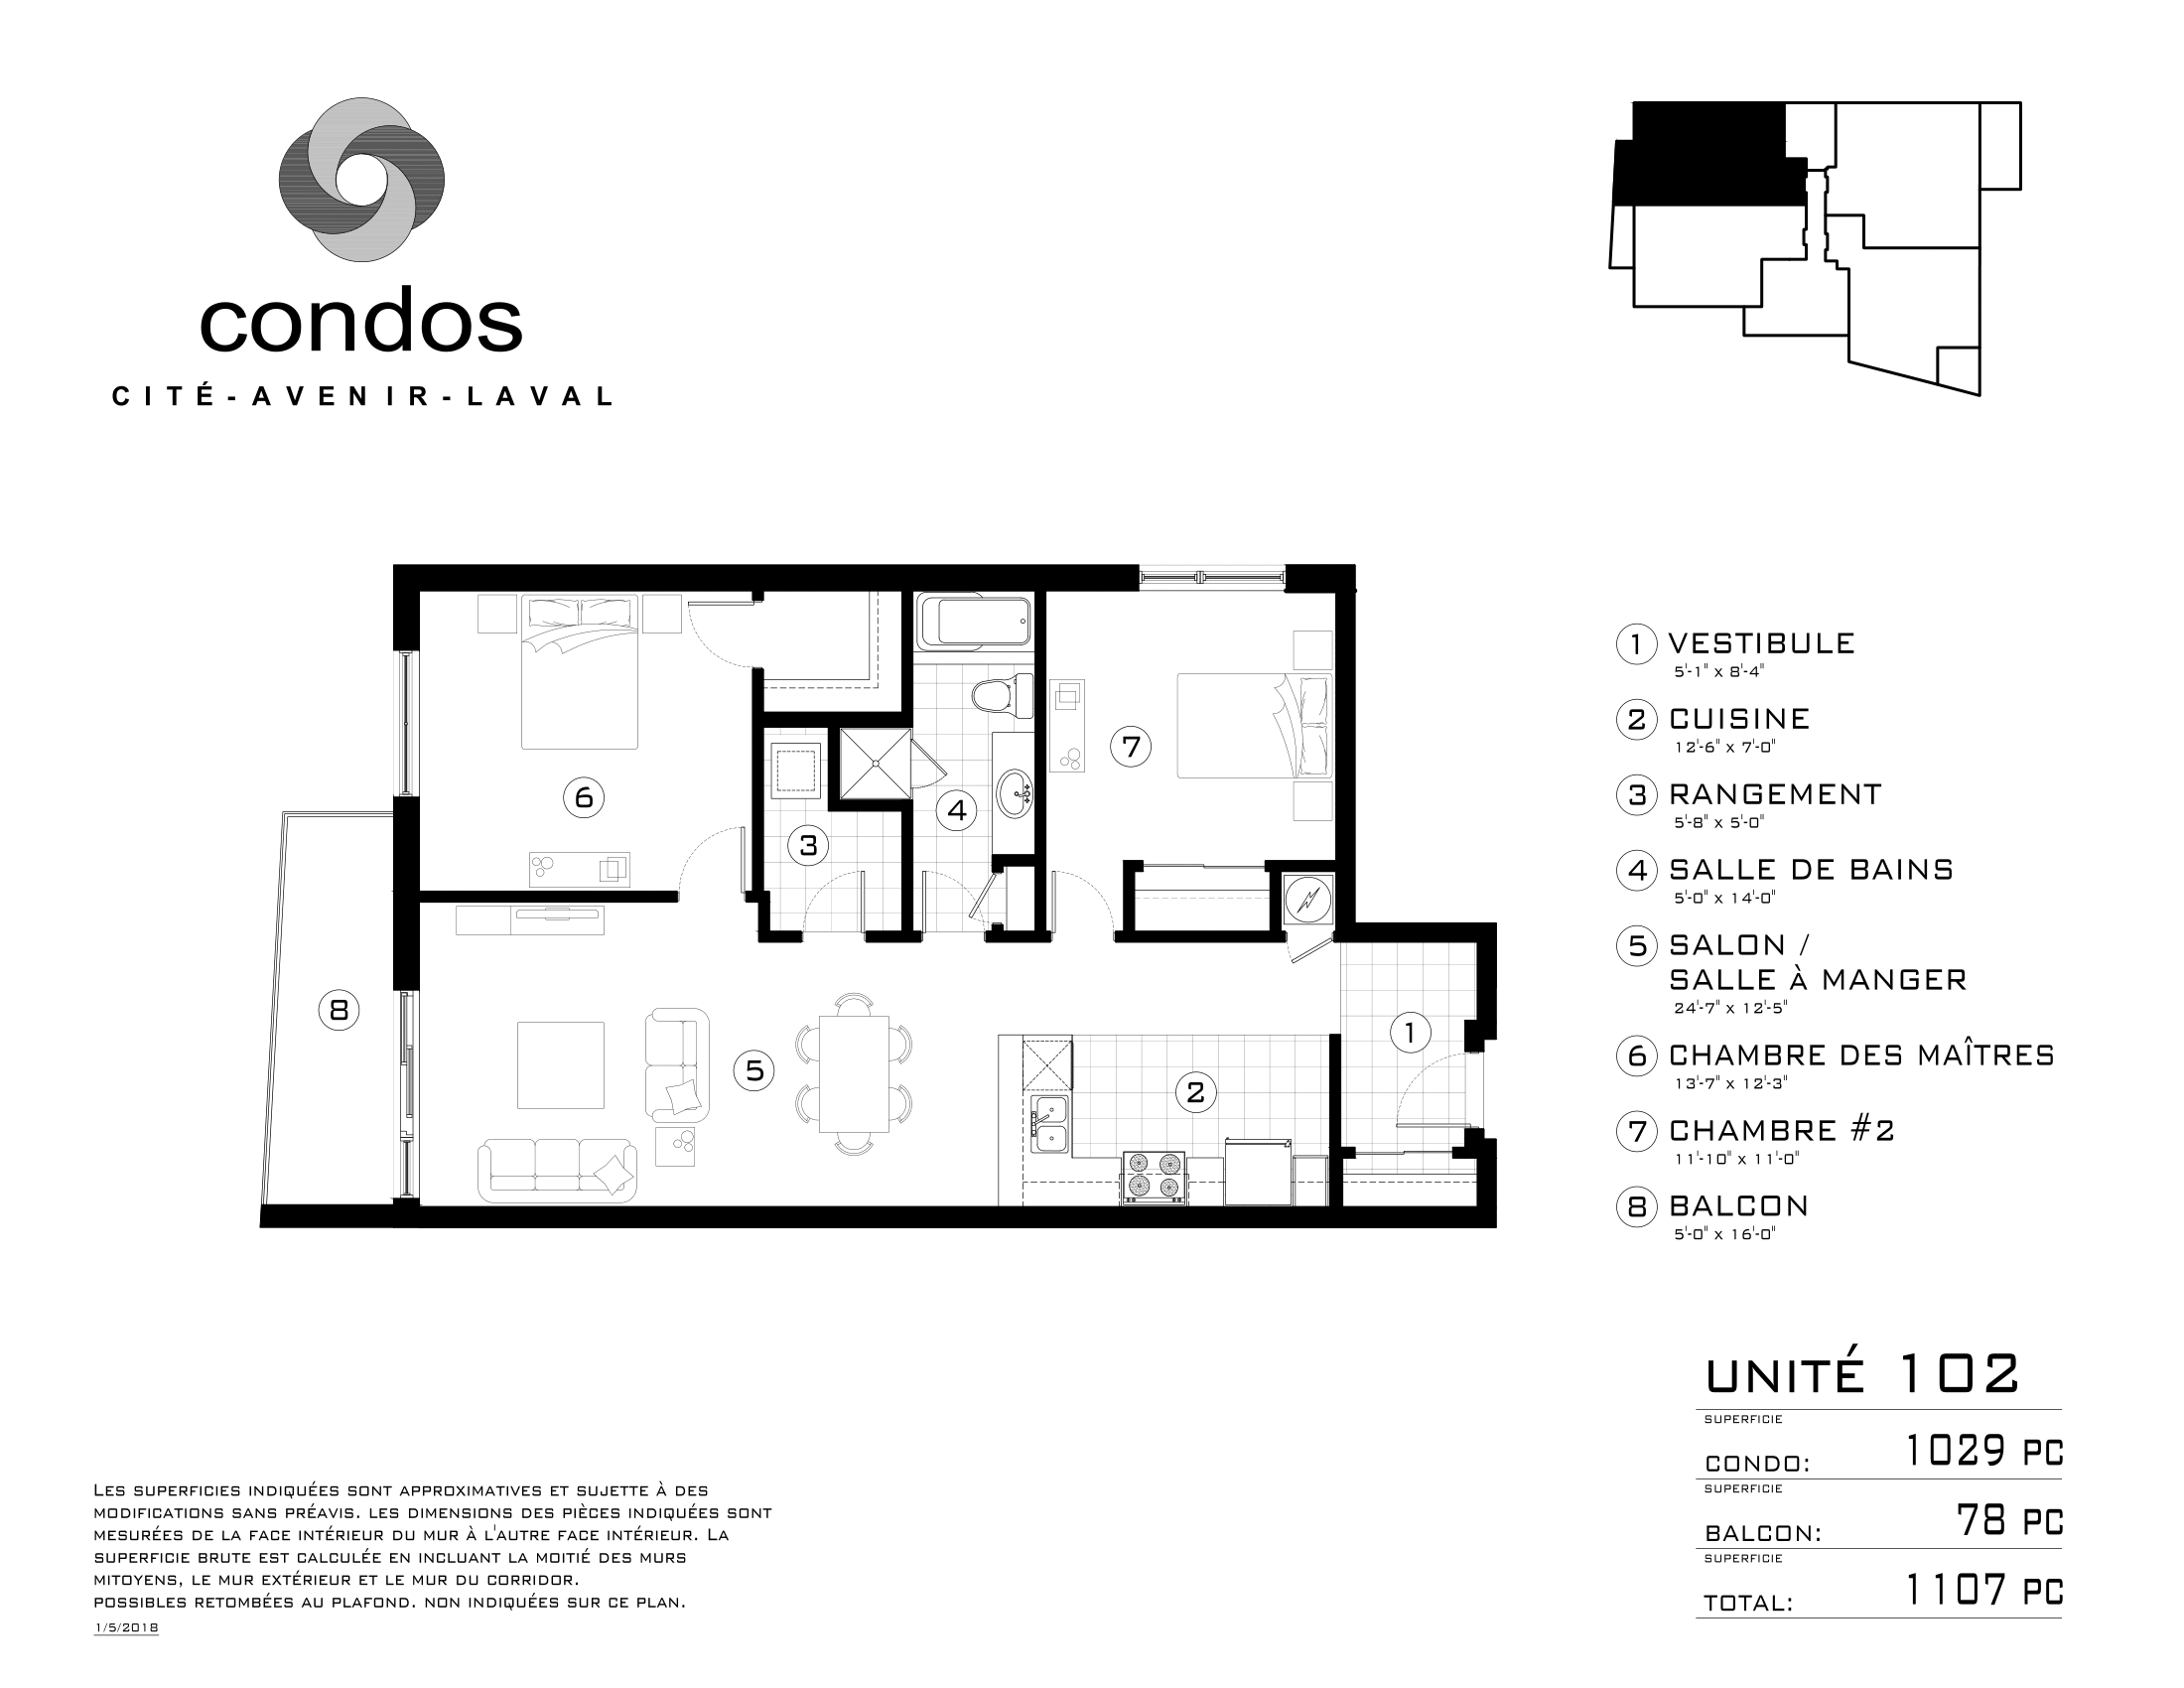 condos
CITÉ-AVENIR-LAVAL
6
3
4
7
8
5
2
1
1 VESTIBULE
5'-1" x 8'-4"
2 CUISINE
12'-6" x 7'-0"
3 RANGEMENT
5'-8" x 5'-0"
4 SALLE DE BAINS
5'-0" x 14'-0"
5 SALON /
SALLE À MANGER
24'-7" x 12'-5"
6 CHAMBRE DES MAÎTRES
13'-7" x 12'-3"
7 CHAMBRE #2
11'-10" x 11'-0"
8 BALCON
5'-0" x 16'-0"
UNITÉ 102
SUPERFICIE
CONDO: 1029 PC
SUPERFICIE
BALCON: 78 PC
SUPERFICIE
TOTAL: 1107 PC
LES SUPERFICIES INDIQUÉES SONT APPROXIMATIVES ET SUJETTE À DES
MODIFICATIONS SANS PRÉAVIS. LES DIMENSIONS DES PIÈCES INDIQUÉES SONT
MESURÉES DE LA FACE INTÉRIEUR DU MUR À L'AUTRE FACE INTÉRIEUR. LA
SUPERFICIE BRUTE EST CALCULÉE EN INCLUANT LA MOITIÉ DES MURS
MITOYENS, LE MUR EXTÉRIEUR ET LE MUR DU CORRIDOR.
POSSIBLES RETOMBÉES AU PLAFOND. NON INDIQUÉES SUR CE PLAN.
1/5/2018